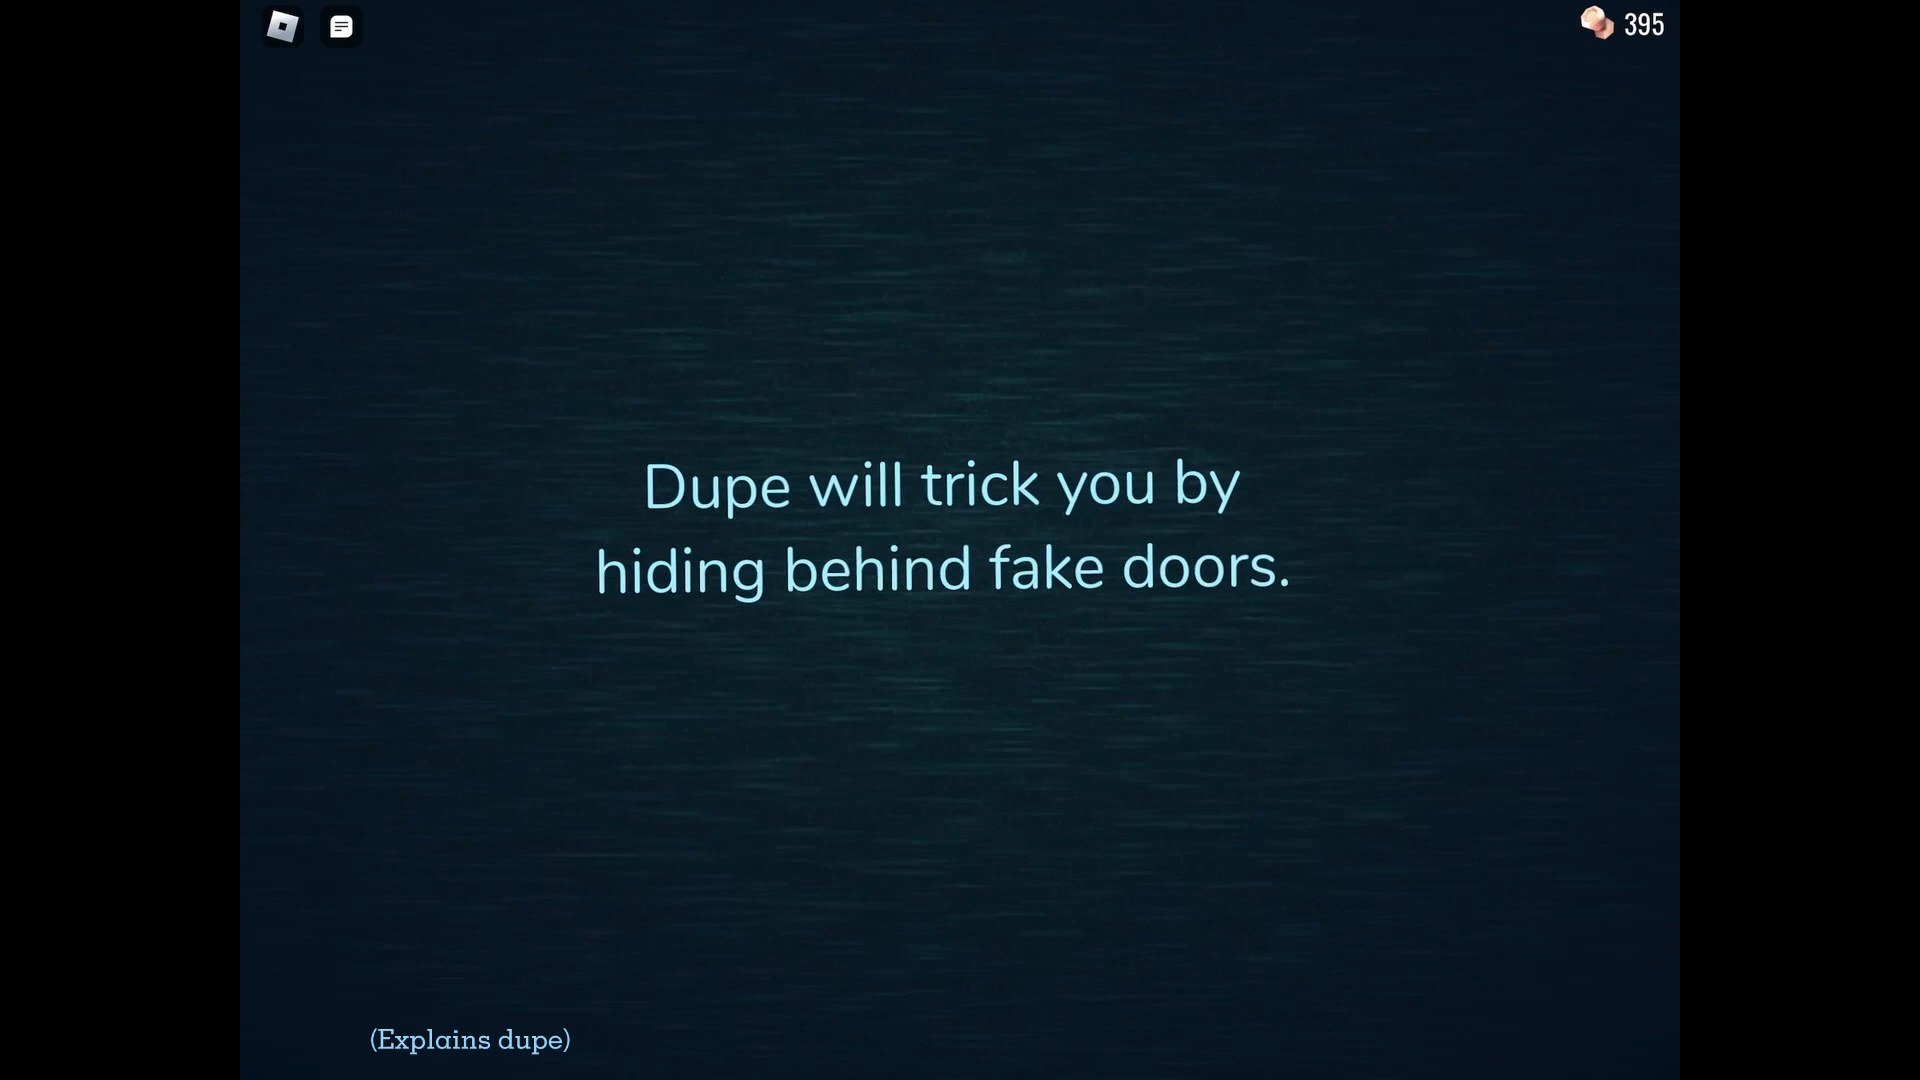 395
Dupe will trick you by
hiding behind fake doors.
(Explains dupe)